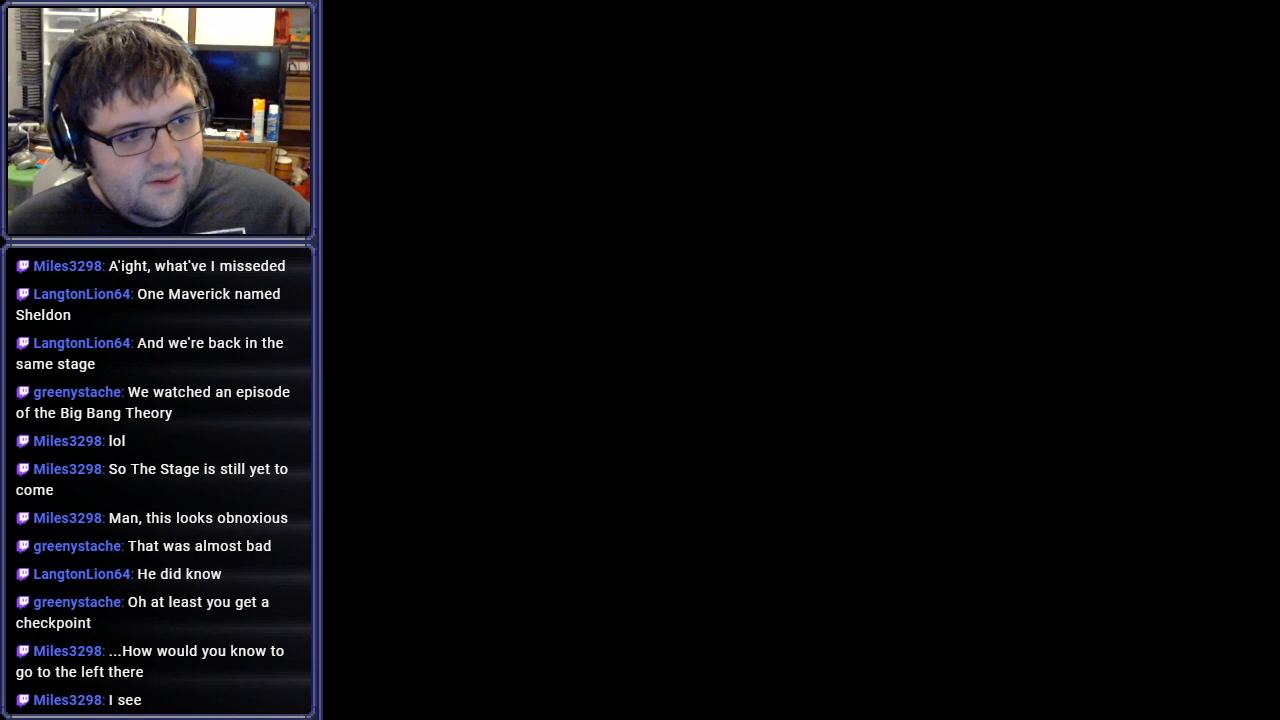 Miles3298: A'ight, what've I misseded
LangtonLion64: One Maverick named
Sheldon
LangtonLion64: And we're back in the
same stage
greenystache: We watched an episode
of the Big Bang Theory
Miles3298: lol
Miles3298: So The Stage is still yet to
come
Miles3298: Man, this looks obnoxious
greenystache: That was almost bad
LangtonLion64: He did know
greenystache: Oh at least you get a
checkpoint
Miles3298: ...How would you know to
go to the left there
Miles3298: I see